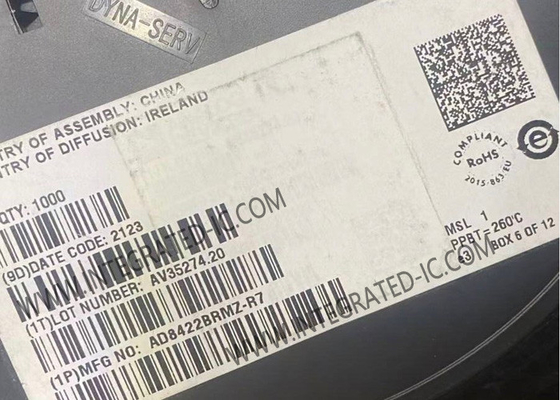 DYNA-SERV
TRY OF ASSEMBLY: CHINA
TRY OF DIFFUSION: IRELAND
QTY: 1000
(9D)DATE CODE: 2123
(1T)LOT NUMBER: AV35274.20
(1P)MFG NO: AD8422BRMZ-R7
COMPLIANT
RoHS
2015/863/EU
e
MSL 1
PPBT=260°C
e3 BOX 6 OF 12
WWW.INTEGRATED-IC.COM
WWW.INTEGRATED-IC.COM